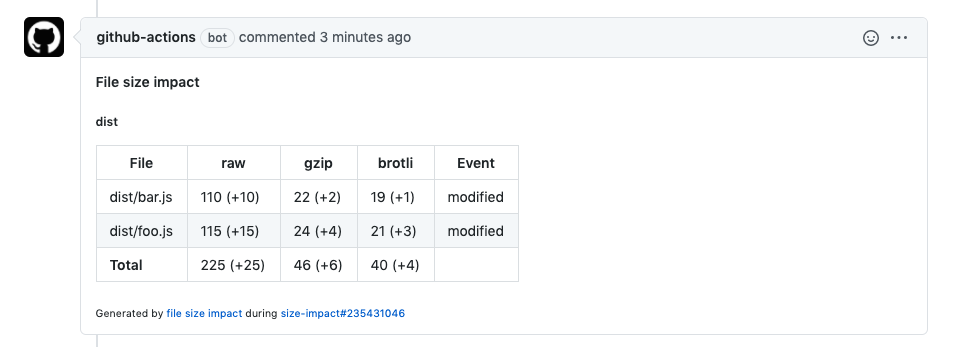 github-actions bot commented 3 minutes ago
File size impact
dist
File raw gzip brotli Event
dist/bar.js 110 (+10) 22 (+2) 19 (+1) modified
dist/foo.js 115 (+15) 24 (+4) 21 (+3) modified
Total 225 (+25) 46 (+6) 40 (+4)
Generated by file size impact during size-impact#235431046